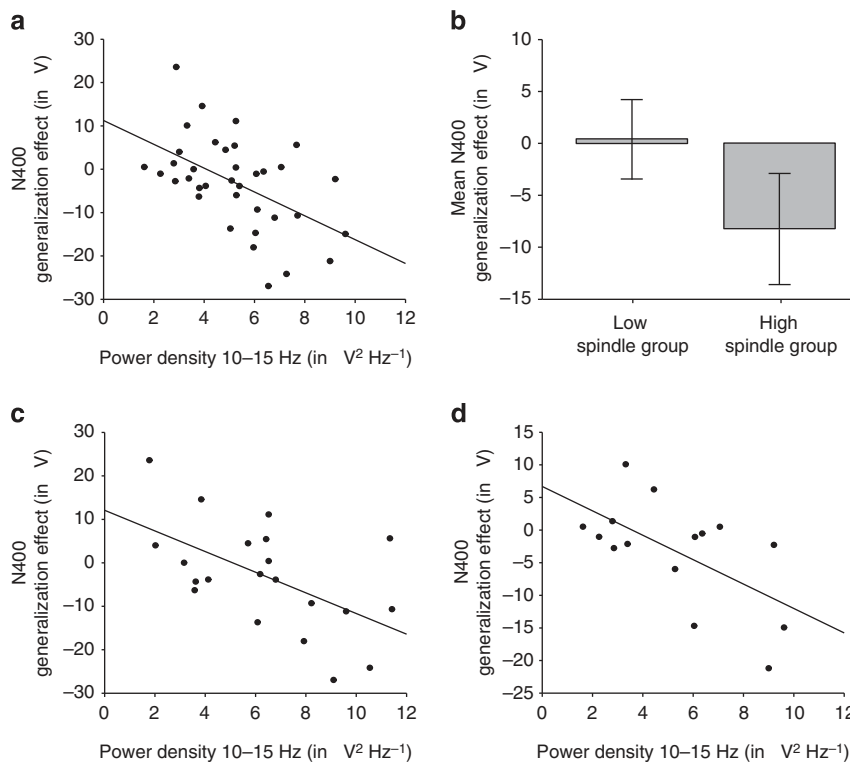 a
N400
generalization effect (in V)
30
20
10
0
−10
−20
−30
0 2 4 6 8 10 12
Power density 10–15 Hz (in V² Hz⁻¹)
b
Mean N400
generalization effect (in V)
10
5
0
−5
−10
−15
Low
spindle group
High
spindle group
c
N400
generalization effect (in V)
30
20
10
0
−10
−20
−30
0 2 4 6 8 10 12
Power density 10–15 Hz (in V² Hz⁻¹)
d
N400
generalization effect (in V)
15
10
5
0
−5
−10
−15
−20
−25
0 2 4 6 8 10 12
Power density 10–15 Hz (in V² Hz⁻¹)